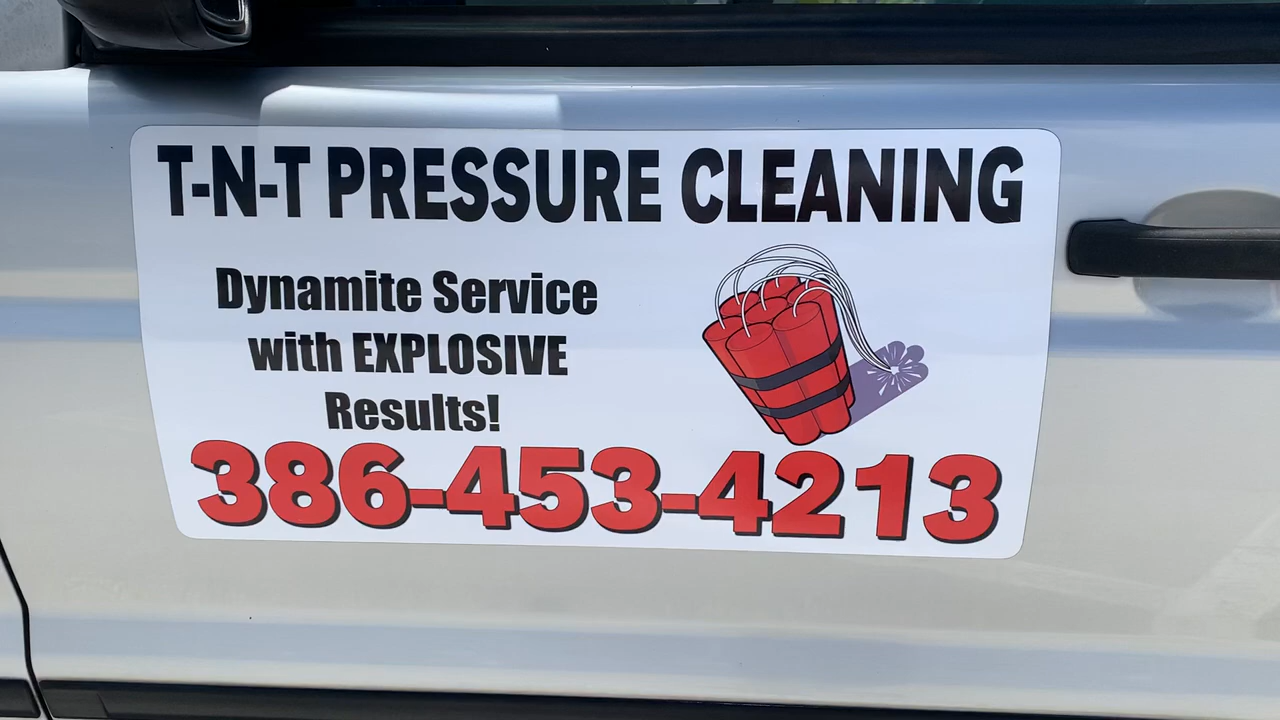 T-N-T PRESSURE CLEANING
Dynamite Service
with EXPLOSIVE
Results!
386-453-4213